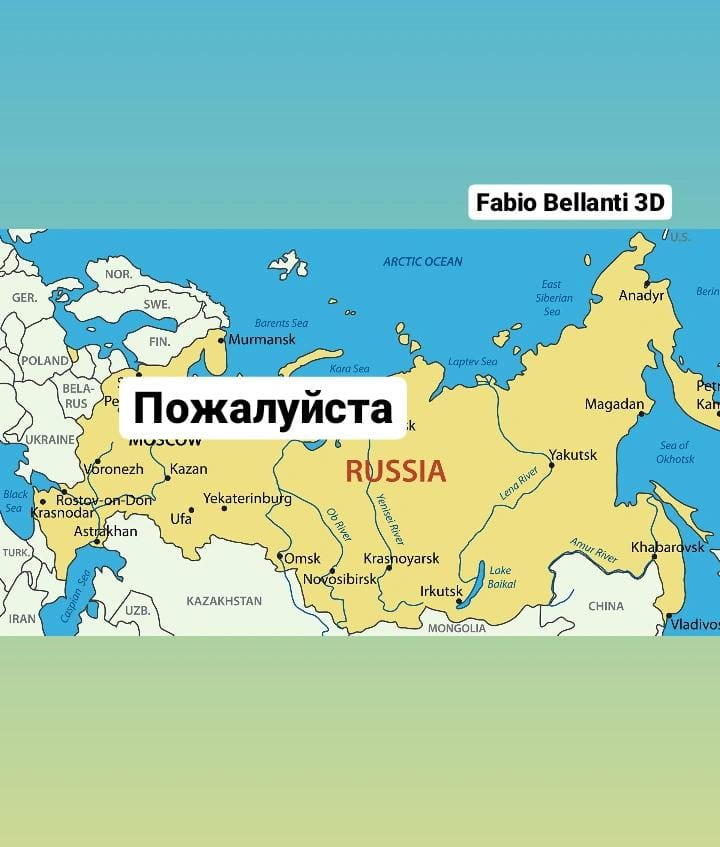 Fabio Bellanti 3D
U.S.
ARCTIC OCEAN
NOR.
East
Siberian
Sea
Anadyr
GER.
SWE.
Barents Sea
FIN.
Murmansk
POLAND
Kara Sea
Laptev Sea
BELA-
RUS
Пожалуйста
Magadan
MOSCOW
UKRAINE
Sea of
Okhotsk
Yakutsk
RUSSIA
Voronezh
Kazan
Lena River
Black
Sea
Rostov-on-Don
Krasnodar
Yekaterinburg
Ufa
Ob River
Yenisei River
Astrakhan
Amur River
Khabarovsk
TURK.
Omsk
Krasnoyarsk
Novosibirsk
Lake
Baikal
Irkutsk
Caspian Sea
KAZAKHSTAN
UZB.
CHINA
IRAN
MONGOLIA